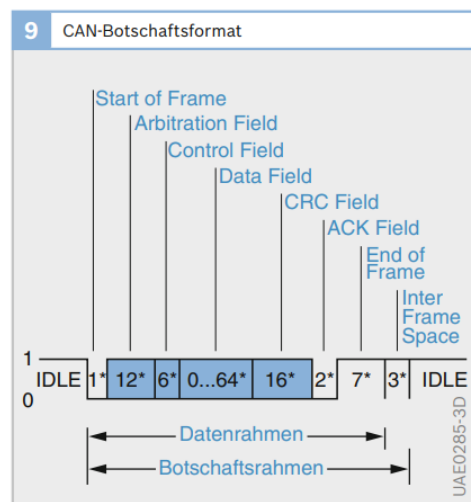 9 CAN-Botschaftsformat
Start of Frame
Arbitration Field
Control Field
Data Field
CRC Field
ACK Field
End of
Frame
Inter
Frame
Space
1
IDLE 1* 12* 6* 0...64* 16* 2* 7* 3* IDLE
0
Datenrahmen
Botschaftsrahmen
UAE0285-3D